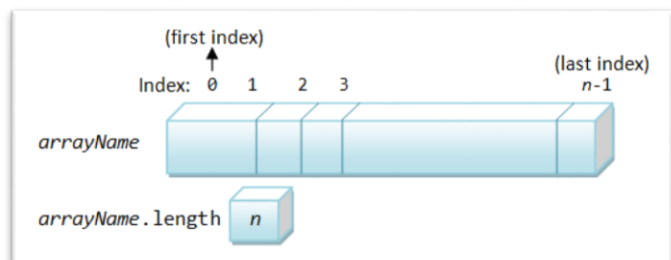 (first index)
(last index)
Index: 0 1 2 3 n-1
arrayName
arrayName.length n